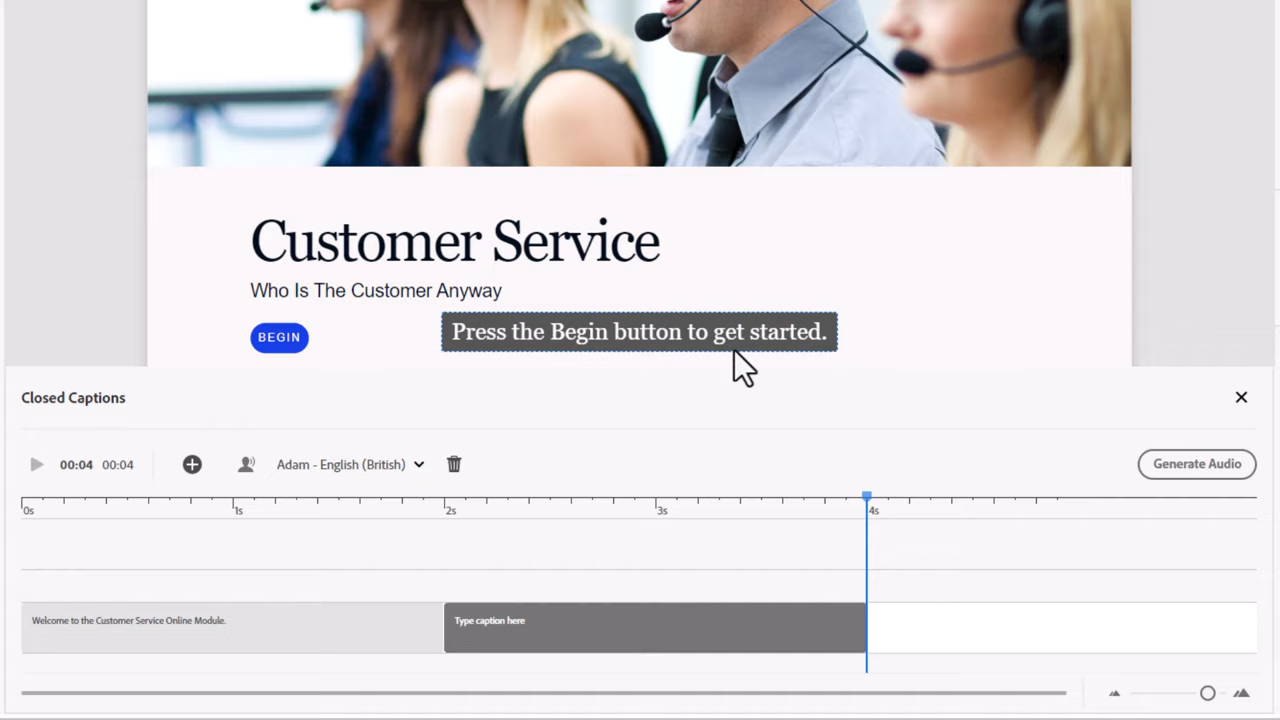 Customer Service
Who Is The Customer Anyway
BEGIN
Press the Begin button to get started.
Closed Captions
00:04 00:04
Adam - English (British)
Generate Audio
0s 1s 2s 3s 4s
Welcome to the Customer Service Online Module.
Type caption here